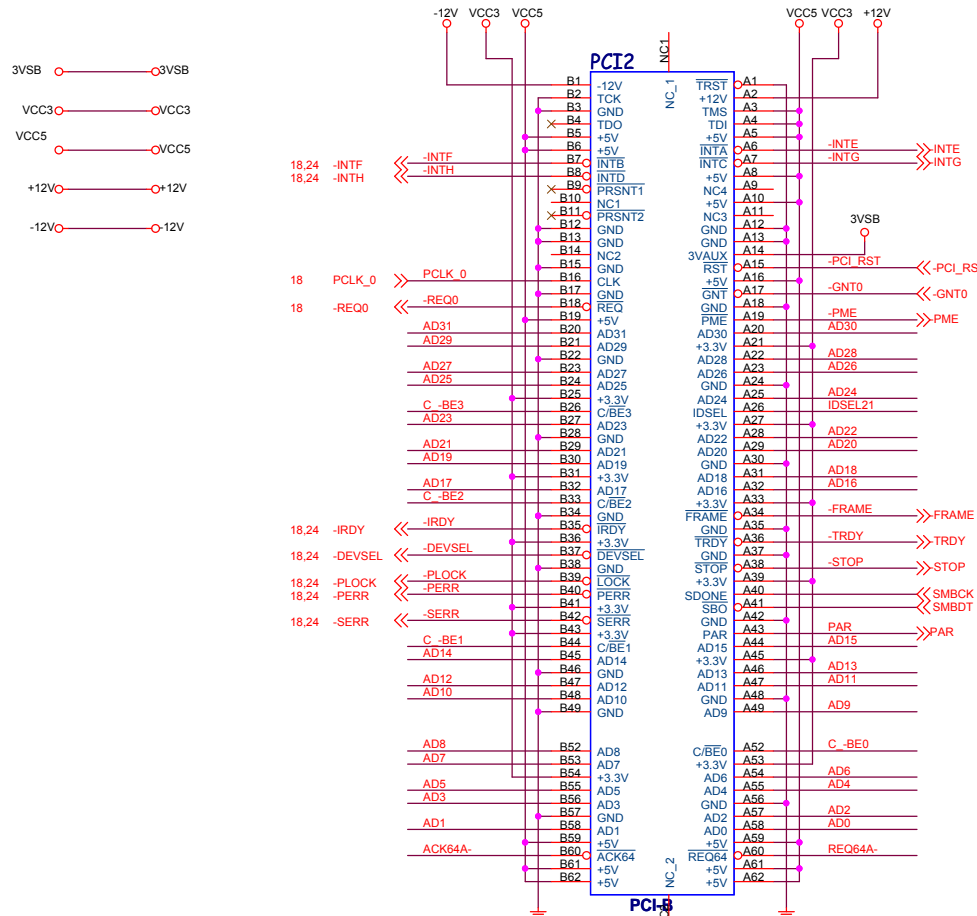 -12V VCC3 VCC5 VCC5 VCC3 +12V
NC1
PCI2
3VSB 3VSB
VCC3 VCC3
VCC5 VCC5
+12V +12V
-12V -12V
NC_1
B1 -12V TRST A1
B2 TCK +12V A2
B3 GND TMS A3
B4 TDO TDI A4
B5 +5V +5V A5
B6 +5V INTA A6 -INTE -INTE
18,24 -INTF -INTF B7 INTB INTC A7 -INTG -INTG
18,24 -INTH -INTH B8 INTD +5V A8
B9 PRSNT1 NC4 A9
B10 NC1 +5V A10
B11 PRSNT2 NC3 A11
B12 GND GND A12
B13 GND GND A13
3VSB
B14 NC2 3VAUX A14
B15 GND RST A15 -PCI_RST -PCI_RS
18 PCLK_0 PCLK_0 B16 CLK +5V A16
B17 GND GNT A17 -GNT0 -GNT0
18 -REQ0 -REQ0 B18 REQ GND A18
B19 +5V PME A19 -PME -PME
AD31 B20 AD31 AD30 A20 AD30
AD29 B21 AD29 +3.3V A21
B22 GND AD28 A22 AD28
AD27 B23 AD27 AD26 A23 AD26
AD25 B24 AD25 GND A24
B25 +3.3V AD24 A25 AD24
C_-BE3 B26 C/BE3 IDSEL A26 IDSEL21
AD23 B27 AD23 +3.3V A27
B28 GND AD22 A28 AD22
AD21 B29 AD21 AD20 A29 AD20
AD19 B30 AD19 GND A30
B31 +3.3V AD18 A31 AD18
AD17 B32 AD17 AD16 A32 AD16
C_-BE2 B33 C/BE2 +3.3V A33
B34 GND FRAME A34 -FRAME -FRAME
18,24 -IRDY -IRDY B35 IRDY GND A35
B36 +3.3V TRDY A36 -TRDY -TRDY
18,24 -DEVSEL -DEVSEL B37 DEVSEL GND A37
B38 GND STOP A38 -STOP -STOP
18,24 -PLOCK -PLOCK B39 LOCK +3.3V A39
18,24 -PERR -PERR B40 PERR SDONE A40 SMBCK
B41 +3.3V SBO A41 SMBDT
18,24 -SERR -SERR B42 SERR GND A42
B43 +3.3V PAR A43 PAR PAR
C_-BE1 B44 C/BE1 AD15 A44 AD15
AD14 B45 AD14 +3.3V A45
B46 GND AD13 A46 AD13
AD12 B47 AD12 AD11 A47 AD11
AD10 B48 AD10 GND A48
B49 GND AD9 A49 AD9
AD8 B52 AD8 C/BE0 A52 C_-BE0
AD7 B53 AD7 +3.3V A53
B54 +3.3V AD6 A54 AD6
AD5 B55 AD5 AD4 A55 AD4
AD3 B56 AD3 GND A56
B57 GND AD2 A57 AD2
AD1 B58 AD1 AD0 A58 AD0
B59 +5V +5V A59
ACK64A- B60 ACK64 REQ64 A60 REQ64A-
B61 +5V +5V A61
B62 +5V +5V A62
NC_2
PCI-B